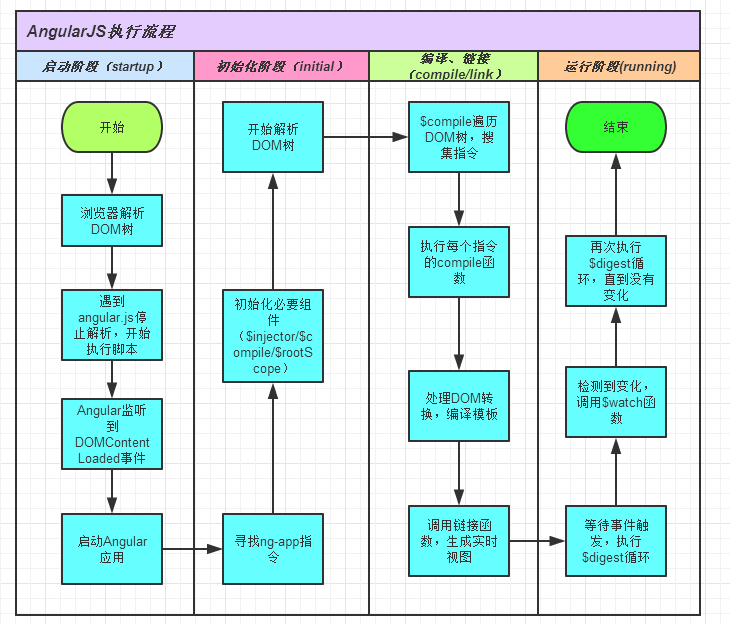 AngularJS执行流程
启动阶段（startup）
初始化阶段（initial）
编译、链接
（compile/link）
运行阶段(running)
开始
浏览器解析
DOM树
遇到
angular.js停
止解析，开始
执行脚本
Angular监听
到
DOMContent
Loaded事件
启动Angular
应用
开始解析
DOM树
初始化必要组
件
（$injector/$c
ompile/$rootS
cope）
寻找ng-app指
令
$compile遍历
DOM树，搜
集指令
执行每个指令
的compile函
数
处理DOM转
换，编译模板
调用链接函
数，生成实时
视图
结束
再次执行
$digest循
环，直到没有
变化
检测到变化，
调用$watch函
数
等待事件触
发，执行
$digest循环